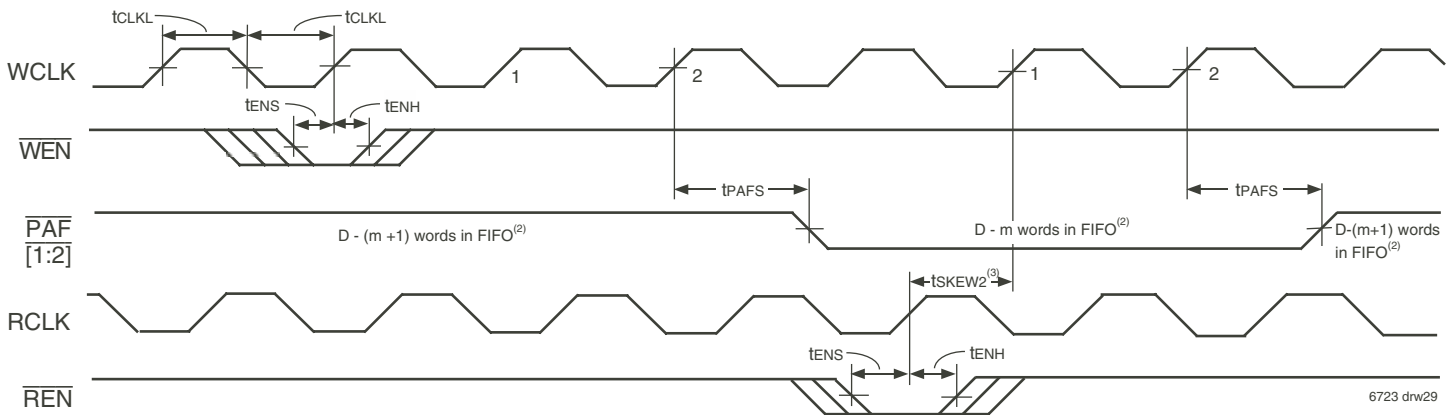 tCLKL tCLKL
WCLK 1 2 1 2
tENS tENH
WEN
tPAFS tPAFS
PAF
[1:2]
D - (m +1) words in FIFO(2)
D - m words in FIFO(2)
D-(m+1) words
in FIFO(2)
tSKEW2(3)
RCLK
tENS tENH
REN
6723 drw29